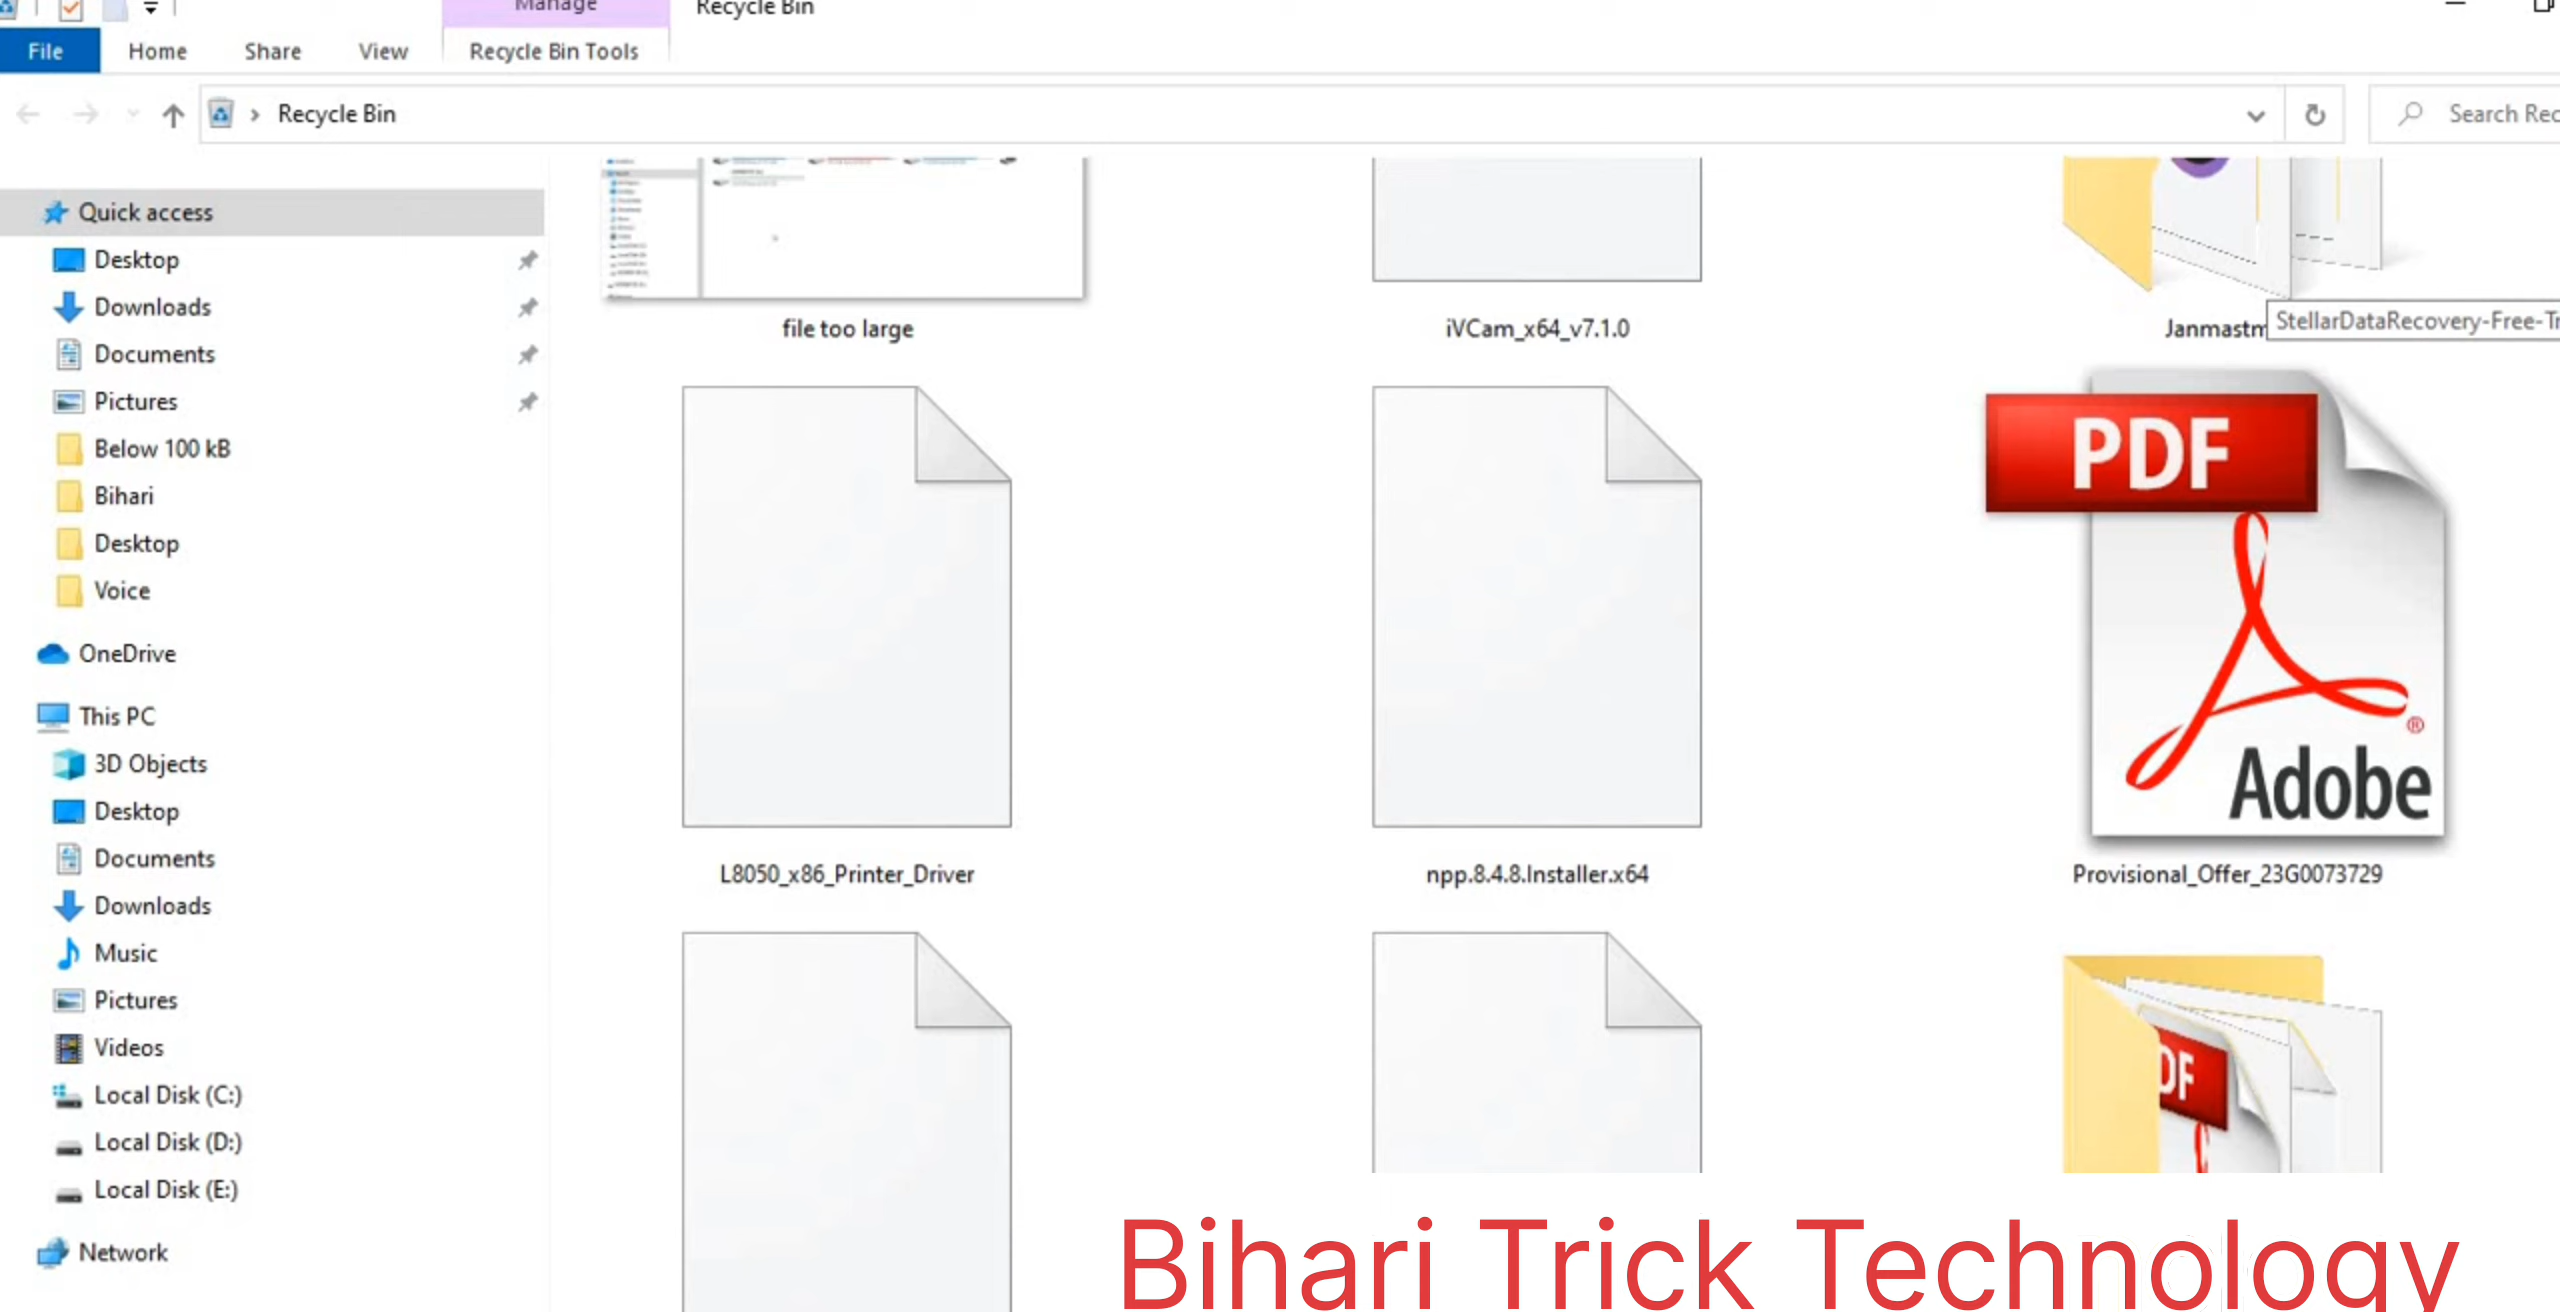 Manage
Recycle Bin
File
Home
Share
View
Recycle Bin Tools
Recycle Bin
Search Rec
Quick access
Desktop
Downloads
Documents
Pictures
Below 100 kB
Bihari
Desktop
Voice
OneDrive
This PC
3D Objects
Desktop
Documents
Downloads
Music
Pictures
Videos
Local Disk (C:)
Local Disk (D:)
Local Disk (E:)
Network
file too large
iVCam_x64_v7.1.0
Janmastm
StellarDataRecovery-Free-Tr
PDF
Adobe
L8050_x86_Printer_Driver
npp.8.4.8.Installer.x64
Provisional_Offer_23G0073729
DF
Bihari Trick Technology